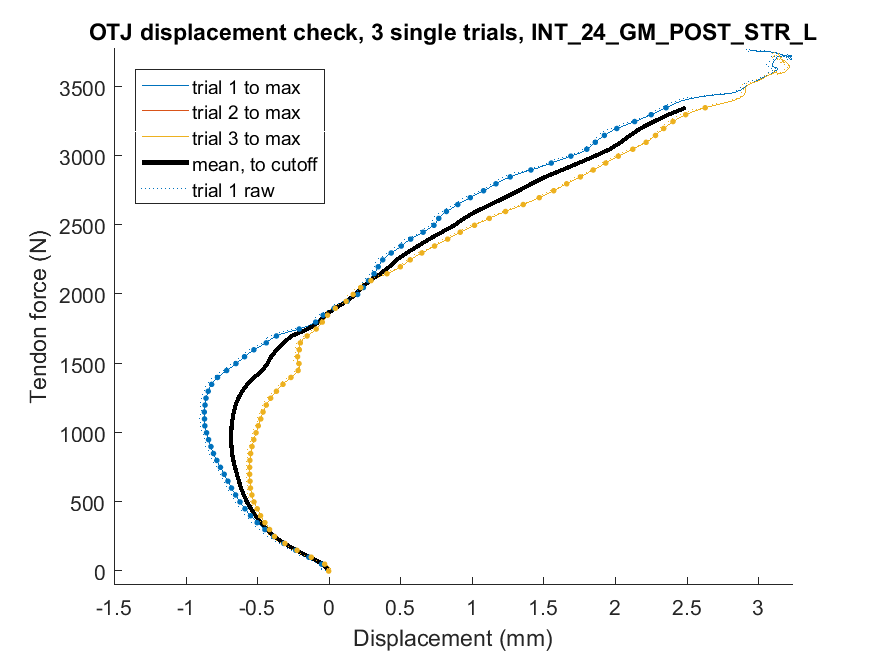 OTJ displacement check, 3 single trials, INT_24_GM_POST_STR_L
trial 1 to max
trial 2 to max
trial 3 to max
mean, to cutoff
trial 1 raw
Tendon force (N)
3500
3000
2500
2000
1500
1000
500
0
-1.5 -1 -0.5 0 0.5 1 1.5 2 2.5 3
Displacement (mm)